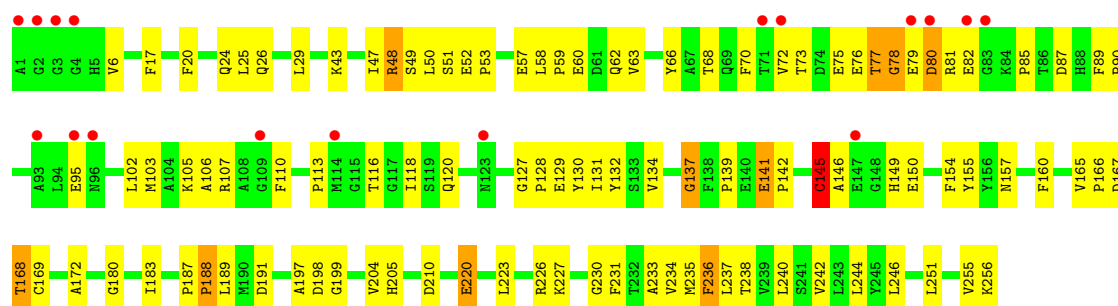 A1 G2 G3 G4 H5 V6 F17 F20 Q24 L25 Q26 L29 K43 I47 R48 S49 L50 S51 E52 P53 E57 L58 P59 E60 D61 Q62 V63 Y66 A67 T68 Q69 F70 T71 V72 T73 D74 E75 E76 T77 G78 E79 D80 R81 E82 G83 K84 P85 T86 D87 H88 F89 P90
A93 L94 E95 N96 L102 M103 A104 K105 A106 R107 A108 G109 F110 P113 M114 G115 T116 G117 I118 S119 Q120 N123 G127 P128 E129 Y130 I131 Y132 S133 V134 G137 F138 P139 E140 E141 P142 C145 A146 E147 G148 H149 E150 F154 Y155 Y156 N157 F160 V165 P166 D167
T168 C169 A172 G180 I183 P187 P188 L189 M190 D191 A197 D198 G199 V204 H205 D210 E220 L223 R226 K227 G230 F231 T232 A233 V234 M235 F236 L237 T238 V239 L240 S241 V242 L243 L244 Y245 L246 L251 V255 K256